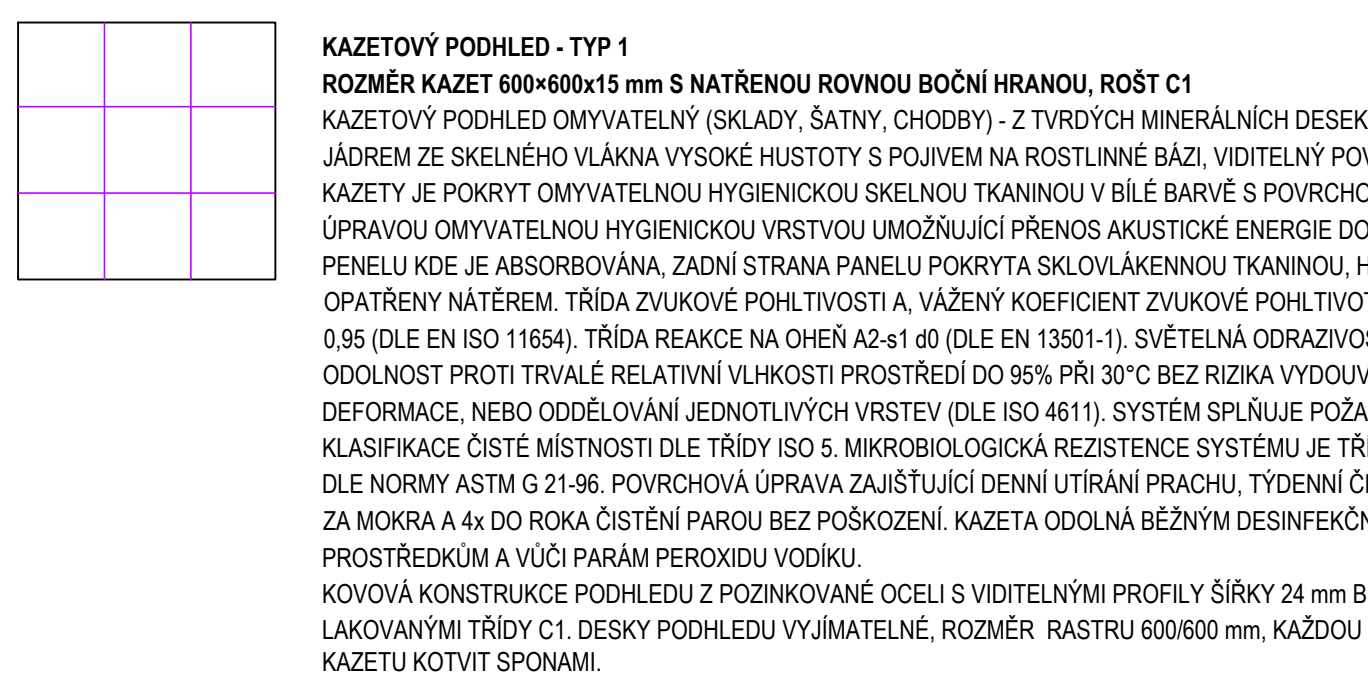 KAZETOVÝ PODHLED - TYP 1
ROZMĚR KAZET 600×600x15 mm S NATŘENOU ROVNOU BOČNÍ HRANOU, ROŠT C1
KAZETOVÝ PODHLED OMYVATELNÝ (SKLADY, ŠATNY, CHODBY) - Z TVRDÝCH MINERÁLNÍCH DESEK
JÁDREM ZE SKELNÉHO VLÁKNA VYSOKÉ HUSTOTY S POJIVEM NA ROSTLINNÉ BÁZI, VIDITELNÝ
KAZETY JE POKRYT OMYVATELNOU HYGIENICKOU SKELNOU TKANINOU V BÍLÉ BARVĚ S
ÚPRAVOU OMYVATELNOU HYGIENICKOU VRSTVOU UMOŽŇUJÍCÍ PŘENOS AKUSTICKÉ ENERGIE DO
PENELU KDE JE ABSORBOVÁNA, ZADNÍ STRANA PANELU POKRYTA SKLOVLÁKENNOU TKANINOU,
OPATŘENY NÁTĚREM. TŘÍDA ZVUKOVÉ POHLTIVOSTI A, VÁŽENÝ KOEFICIENT ZVUKOVÉ
0,95 (DLE EN ISO 11654). TŘÍDA REAKCE NA OHEŇ A2-s1 d0 (DLE EN 13501-1). SVĚTELNÁ
ODOLNOST PROTI TRVALÉ RELATIVNÍ VLHKOSTI PROSTŘEDÍ DO 95% PŘI 30°C BEZ RIZIKA
DEFORMACE, NEBO ODDĚLOVÁNÍ JEDNOTLIVÝCH VRSTEV (DLE ISO 4611). SYSTÉM SPLŇUJE
KLASIFIKACE ČISTÉ MÍSTNOSTI DLE TŘÍDY ISO 5. MIKROBIOLOGICKÁ REZISTENCE SYSTÉMU JE
DLE NORMY ASTM G 21-96. POVRCHOVÁ ÚPRAVA ZAJIŠŤUJÍCÍ DENNÍ UTÍRÁNÍ PRACHU, TÝDENNÍ
ZA MOKRA A 4x DO ROKA ČISTĚNÍ PAROU BEZ POŠKOZENÍ. KAZETA ODOLNÁ BĚŽNÝM
PROSTŘEDKŮM A VŮČI PARÁM PEROXIDU VODÍKU.
KOVOVÁ KONSTRUKCE PODHLEDU Z POZINKOVANÉ OCELI S VIDITELNÝMI PROFILY ŠÍŘKY 24 mm
LAKOVANÝMI TŘÍDY C1. DESKY PODHLEDU VYJÍMATELNÉ, ROZMĚR RASTRU 600/600 mm, KAŽDOU
KAZETU KOTVIT SPONAMI.